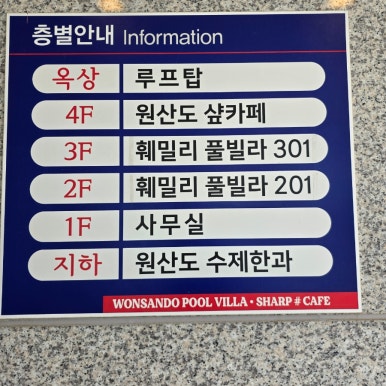 층별안내 Information
옥상 루프탑
4F 원산도 샾카페
3F 훼밀리 풀빌라 301
2F 훼밀리 풀빌라 201
1F 사무실
지하 원산도 수제한과
WONSANDO POOL VILLA • SHARP # CAFE